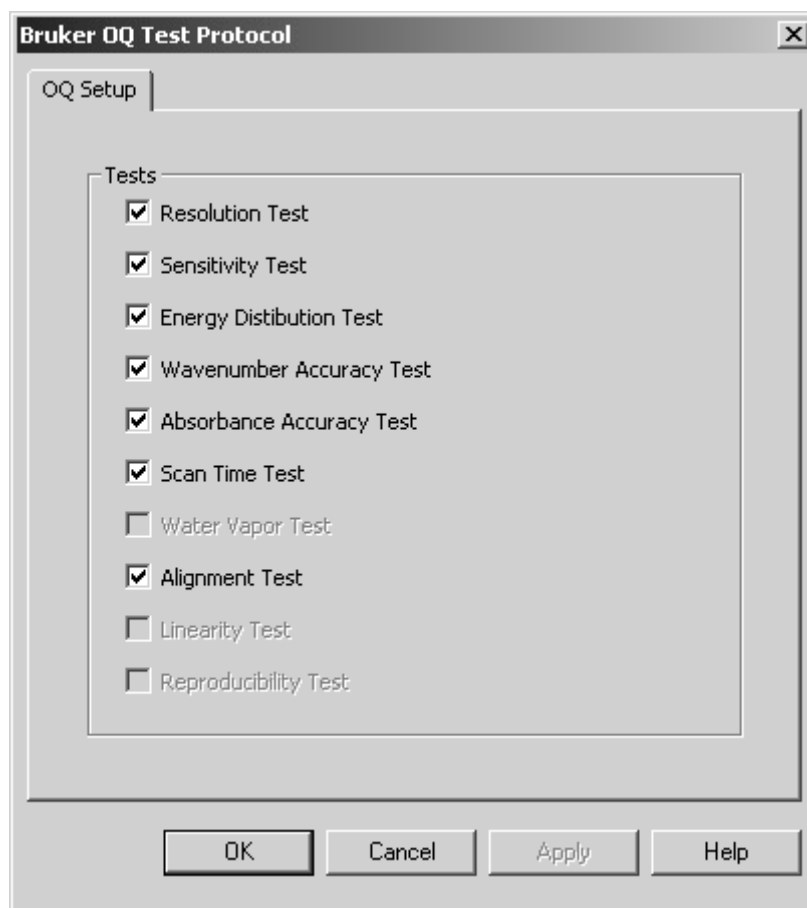 Bruker OQ Test Protocol
OQ Setup
Tests
Resolution Test
Sensitivity Test
Energy Distibution Test
Wavenumber Accuracy Test
Absorbance Accuracy Test
Scan Time Test
Water Vapor Test
Alignment Test
Linearity Test
Reproducibility Test
OK Cancel Apply Help